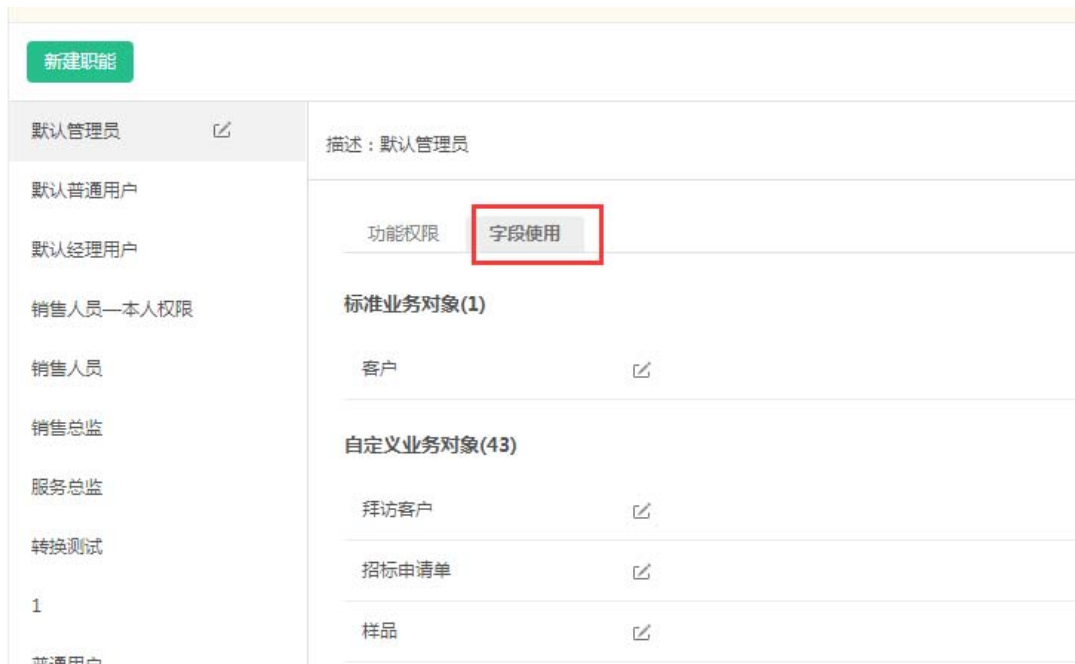 新建职能
默认管理员
默认普通用户
默认经理用户
销售人员—本人权限
销售人员
销售总监
服务总监
转换测试
1
普通用户
描述：默认管理员
功能权限 字段使用
标准业务对象(1)
客户
自定义业务对象(43)
拜访客户
招标申请单
样品